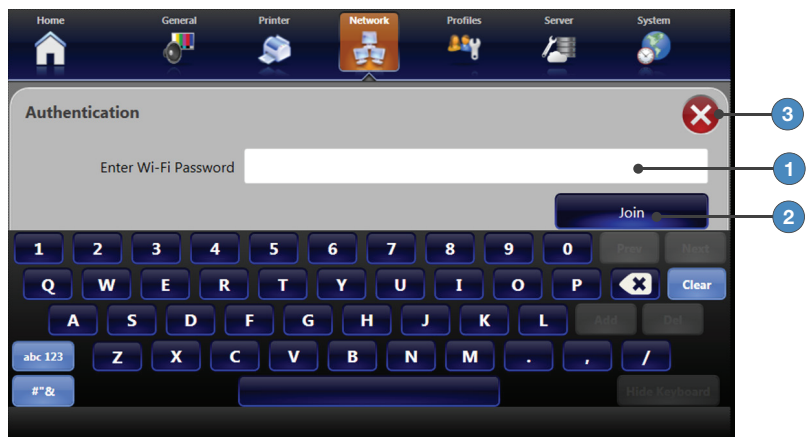 Home General Printer Network Profiles Server System
Authentication
3
Enter Wi-Fi Password
1
Join
2
1 2 3 4 5 6 7 8 9 0 Prev Next
Q W E R T Y U I O P Clear
A S D F G H J K L Add Del
abc 123 Z X C V B N M . , /
#"& Hide Keyboard